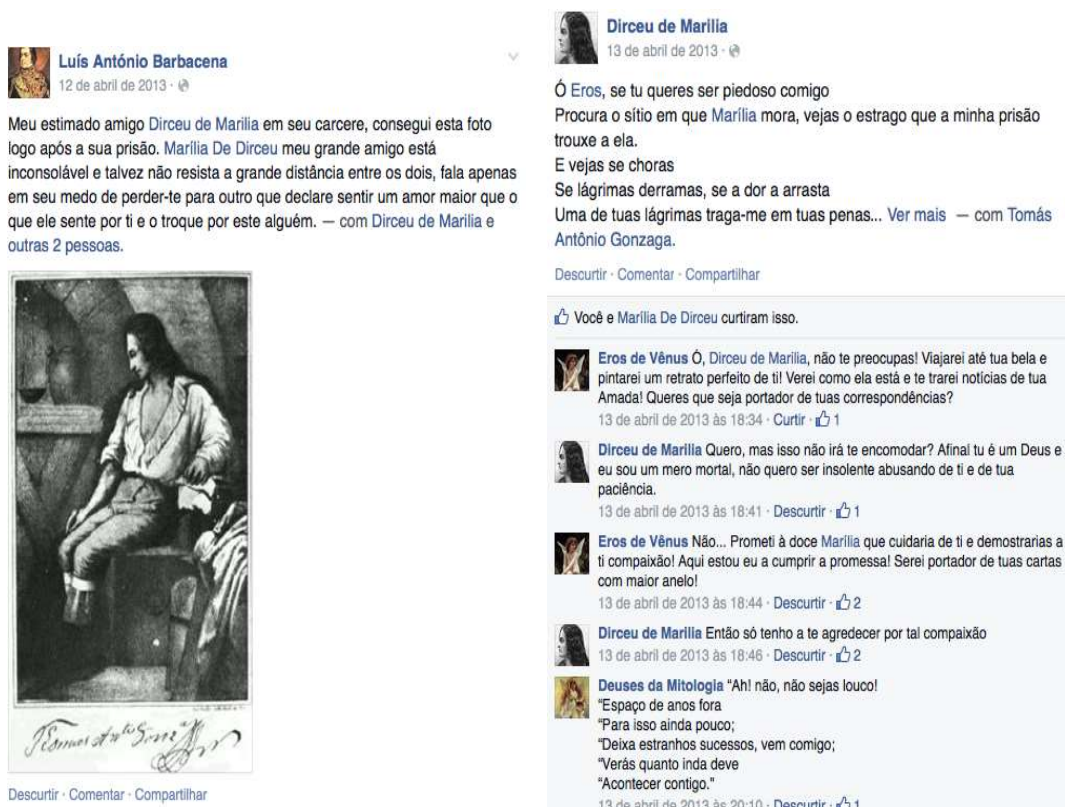 Luís António Barbacena
12 de abril de 2013 ·
Meu estimado amigo Dirceu de Marilia em seu carcere, consegui esta foto
logo após a sua prisão. Marília De Dirceu meu grande amigo está
inconsolável e talvez não resista a grande distância entre os dois, fala apenas
em seu medo de perder-te para outro que declare sentir um amor maior que o
que ele sente por ti e o troque por este alguém. — com Dirceu de Marilia e
outras 2 pessoas.
Descurtir · Comentar · Compartilhar
Dirceu de Marilia
13 de abril de 2013 ·
Ó Eros, se tu queres ser piedoso comigo
Procura o sítio em que Marília mora, vejas o estrago que a minha prisão
trouxe a ela.
E vejas se choras
Se lágrimas derramas, se a dor a arrasta
Uma de tuas lágrimas traga-me em tuas penas... Ver mais — com Tomás
Antônio Gonzaga.
Descurtir · Comentar · Compartilhar
Você e Marília De Dirceu curtiram isso.
Eros de Vênus Ó, Dirceu de Marilia, não te preocupas! Viajarei até tua bela e
pintarei um retrato perfeito de ti! Verei como ela está e te trarei notícias de tua
Amada! Queres que seja portador de tuas correspondências?
13 de abril de 2013 às 18:34 · Curtir · 1
Dirceu de Marilia Quero, mas isso não irá te encomodar? Afinal tu é um Deus e
eu sou um mero mortal, não quero ser insolente abusando de ti e de tua
paciência.
13 de abril de 2013 às 18:41 · Descurtir · 1
Eros de Vênus Não... Prometi à doce Marília que cuidaria de ti e demostrarias a
ti compaixão! Aqui estou eu a cumprir a promessa! Serei portador de tuas cartas
com maior anelo!
13 de abril de 2013 às 18:44 · Descurtir · 2
Dirceu de Marilia Então só tenho a te agredecer por tal compaixão
13 de abril de 2013 às 18:46 · Descurtir · 2
Deuses da Mitologia “Ah! não, não sejas louco!
“Espaço de anos fora
“Para isso ainda pouco;
“Deixa estranhos sucessos, vem comigo;
“Verás quanto inda deve
“Acontecer contigo."
13 de abril de 2013 às 20:10 · Descurtir · 1